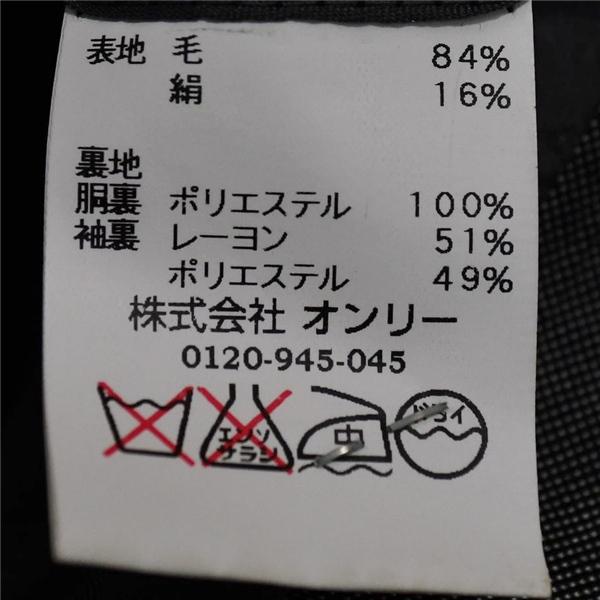 表地 毛 84%
絹 16%
裏地
胴裏 ポリエステル 100%
袖裏 レーヨン 51%
ポリエステル 49%
株式会社 オンリー
0120-945-045
エンソ
サラシ
中
ドライ